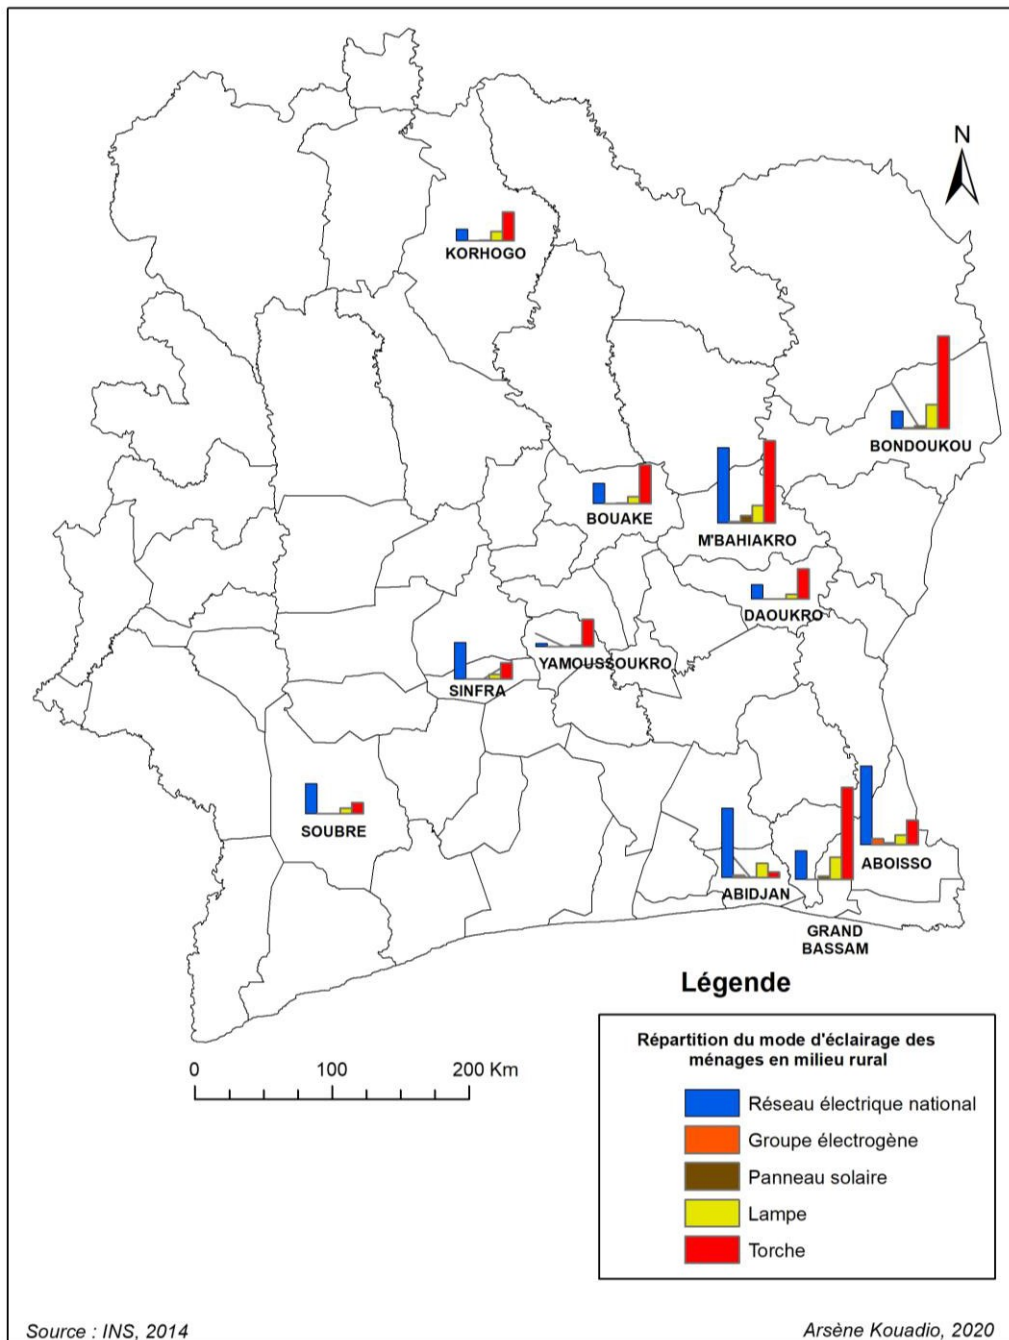 N
KORHOGO
BONDOUKOU
BOUAKE
M'BAHIAKRO
DAOUKRO
YAMOUSSOUKRO
SINFRA
SOUBRE
ABOISSO
ABIDJAN
GRAND
BASSAM
Légende
Répartition du mode d'éclairage des
ménages en milieu rural
Réseau électrique national
Groupe électrogène
Panneau solaire
Lampe
Torche
0 100 200 Km
Source : INS, 2014
Arsène Kouadio, 2020